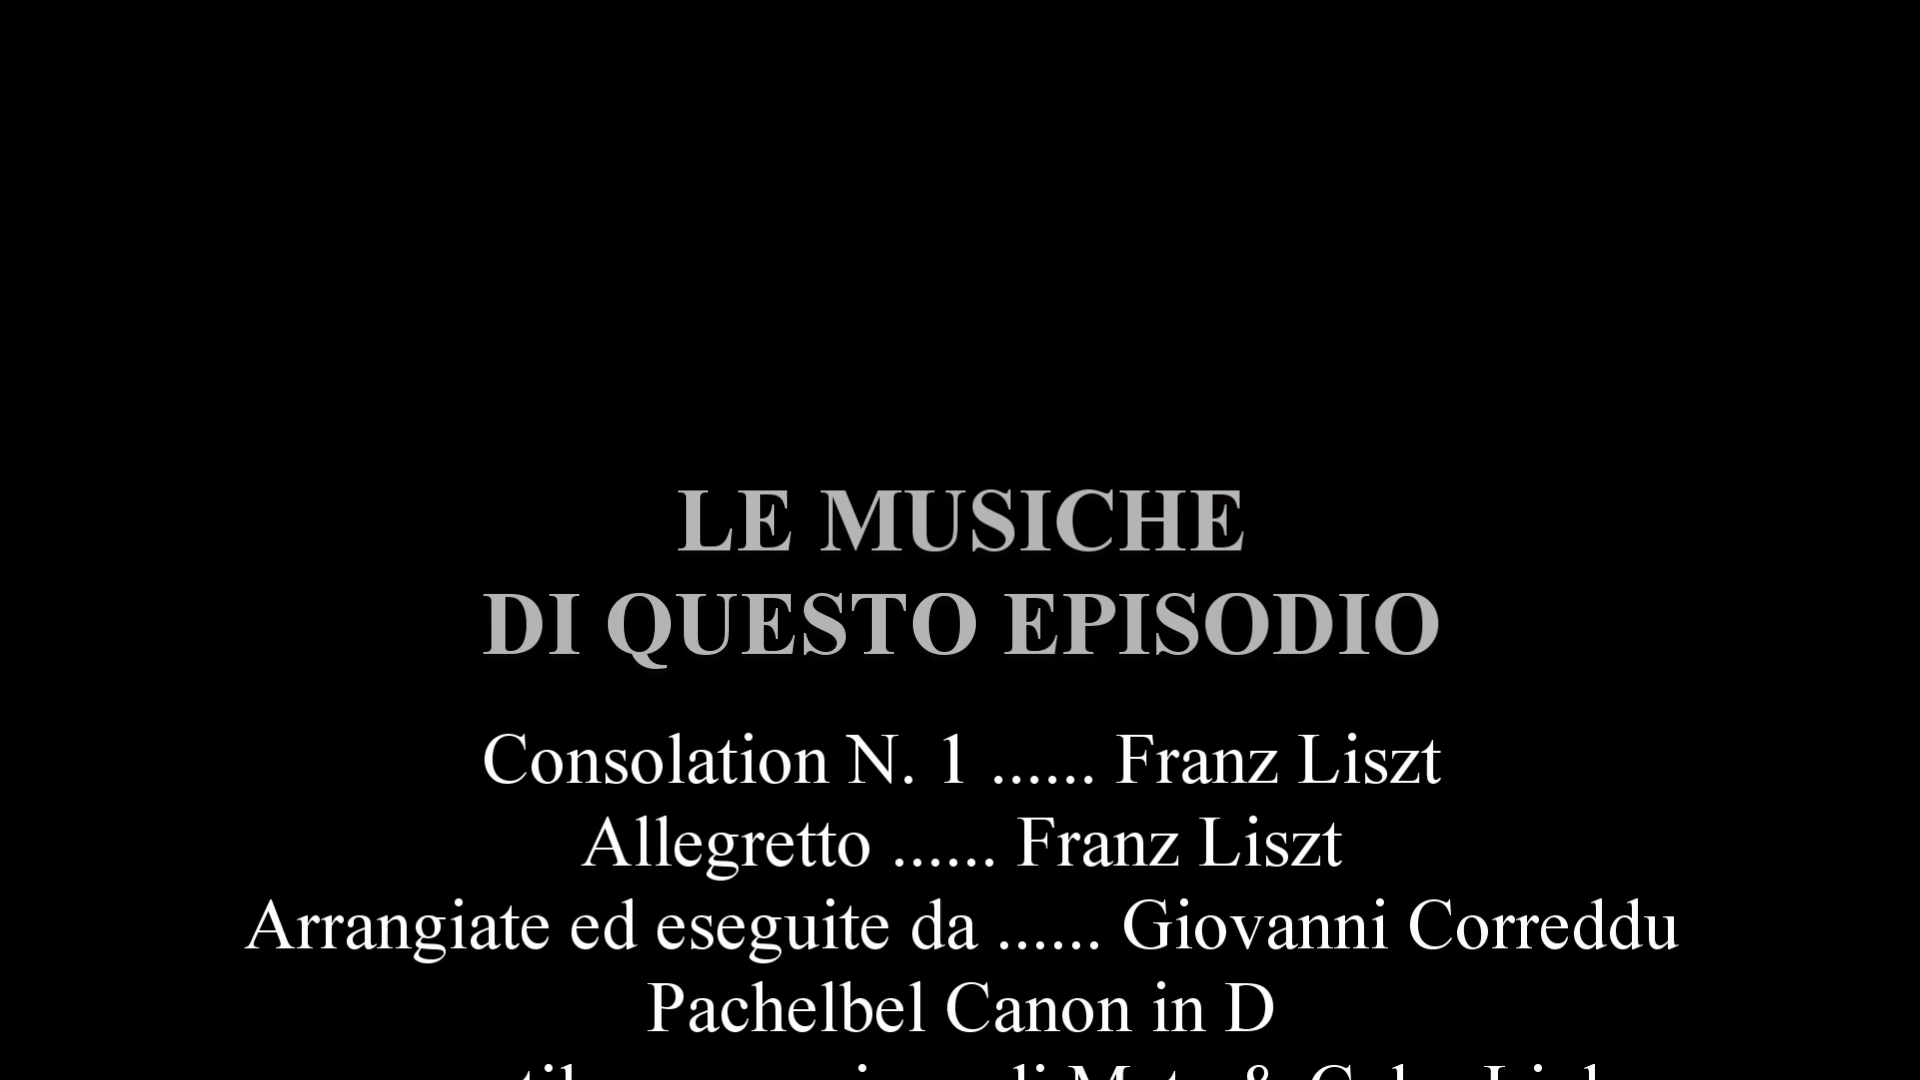 LE MUSICHE
DI QUESTO EPISODIO
Consolation N. 1 ...... Franz Liszt
Allegretto ...... Franz Liszt
Arrangiate ed eseguite da ...... Giovanni Correddu
Pachelbel Canon in D
di &